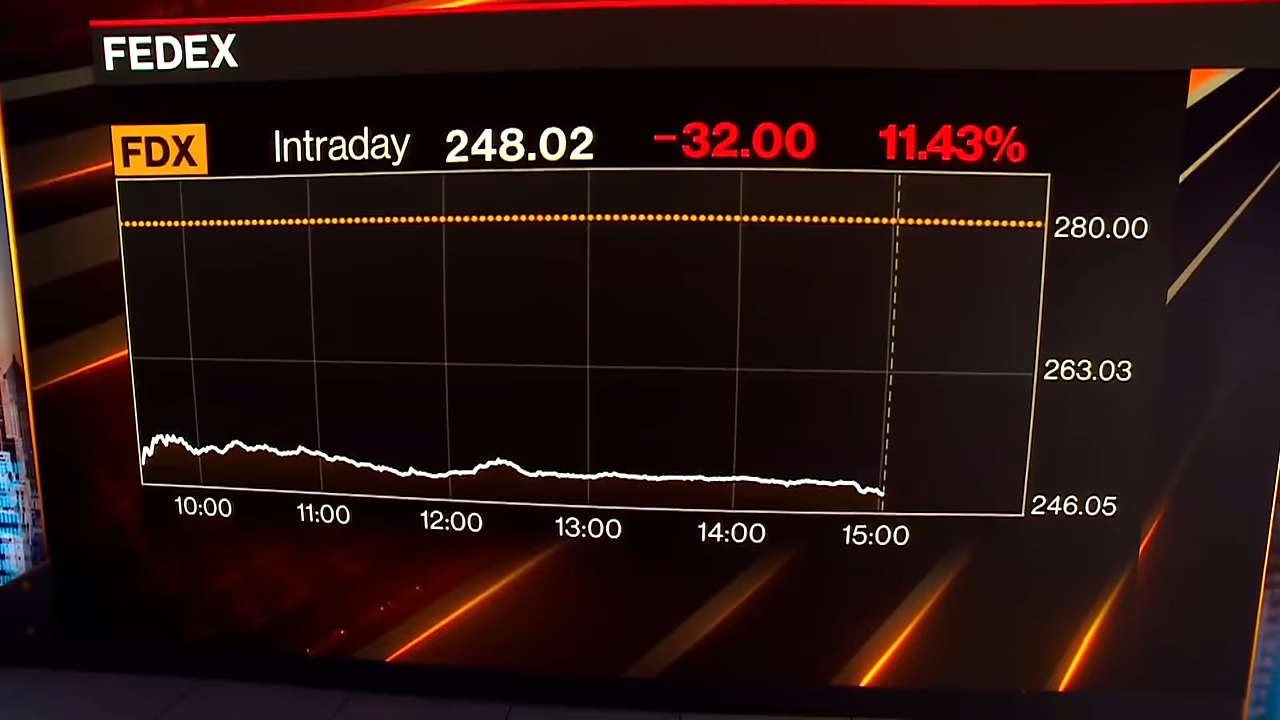 FEDEX
FDX Intraday 248.02 −32.00 11.43%
280.00
263.03
246.05
10:00 11:00 12:00 13:00 14:00 15:00